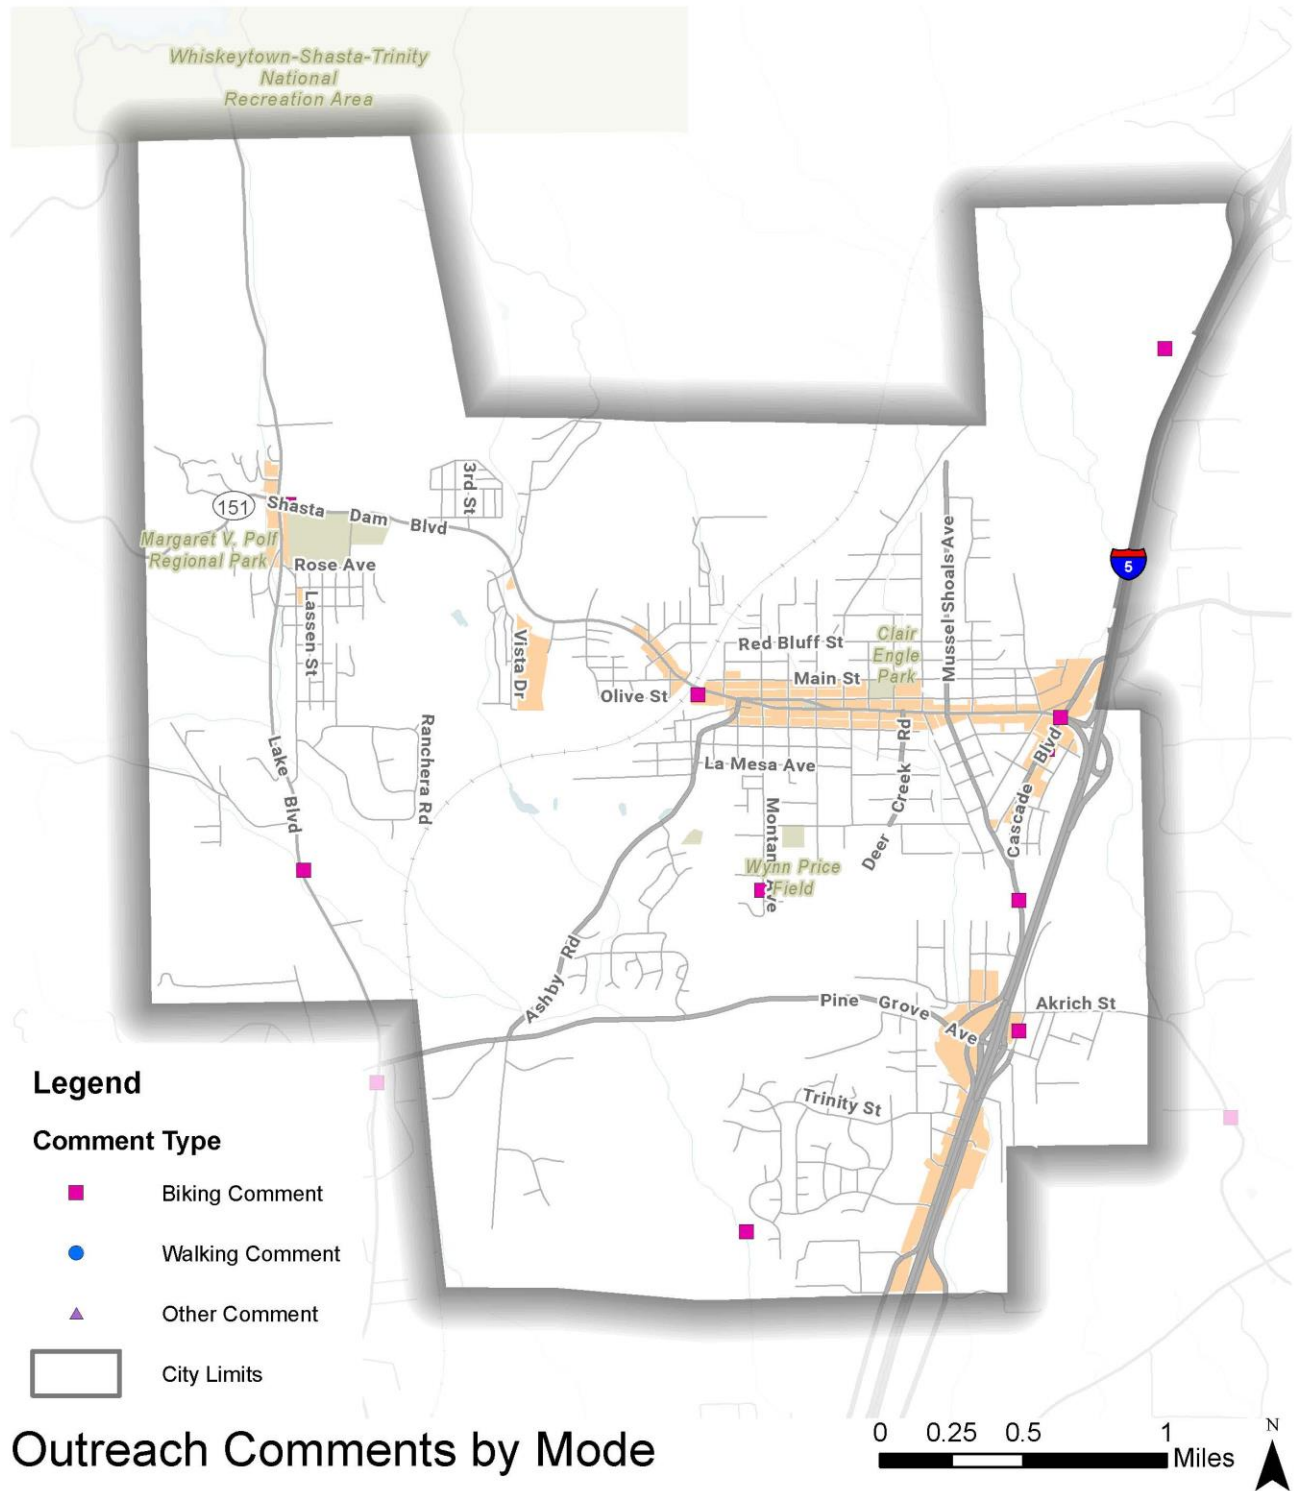 Whiskeytown-Shasta-Trinity
National
Recreation Area
3rd St
151
Shasta Dam Blvd
Margaret V. Polf
Regional Park
Rose Ave
Lassen St
Vista Dr
Mussel Shoals Ave
5
Clair
Engle
Park
Red Bluff St
Main St
Olive St
Ranchera Rd
Lake Blvd
La Mesa Ave
Deer Creek Rd
Cascade Blvd
Wynn Price
Field
Ashby Rd
Pine Grove Ave
Akrich St
Trinity St
Legend
Comment Type
Biking Comment
Walking Comment
Other Comment
City Limits
Outreach Comments by Mode
0 0.25 0.5 1
Miles
N